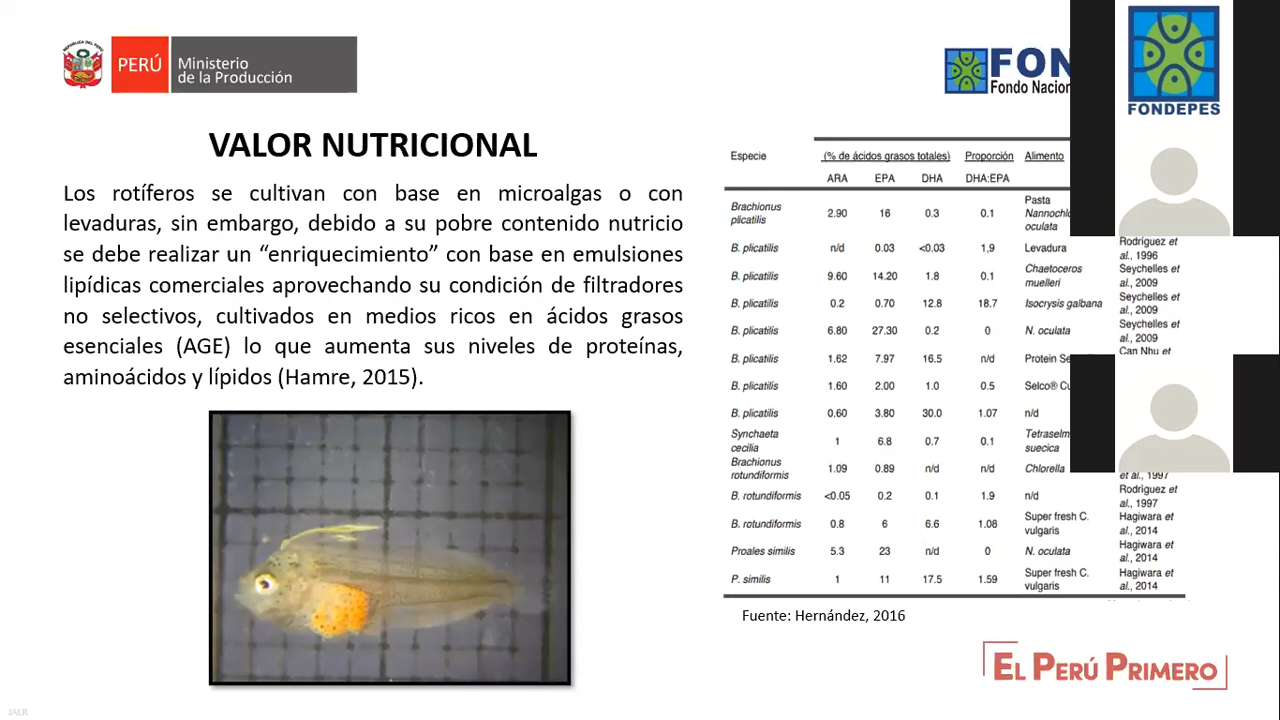 REPÚBLICA DEL PERÚ
PERÚ
Ministerio
de la Producción
FON
Fondo Nacion
FONDEPES
VALOR NUTRICIONAL
Los rotíferos se cultivan con base en microalgas o con
levaduras, sin embargo, debido a su pobre contenido nutricio
se debe realizar un “enriquecimiento” con base en emulsiones
lipídicas comerciales aprovechando su condición de filtradores
no selectivos, cultivados en medios ricos en ácidos grasos
esenciales (AGE) lo que aumenta sus niveles de proteínas,
aminoácidos y lípidos (Hamre, 2015).
Especie (% de ácidos grasos totales) Proporción Alimento
ARA EPA DHA DHA:EPA
Brachionus plicatilis 2.90 16 0.3 0.1 Pasta Nannochlo oculata
B. plicatilis n/d 0.03 <0.03 1,9 Levadura Rodríguez et al., 1996
B. plicatilis 9.60 14.20 1.8 0.1 Chaetoceros muelleri Seychelles et al., 2009
B. plicatilis 0.2 0.70 12.8 18.7 Isocrysis galbana Seychelles et al., 2009
B. plicatilis 6.80 27.30 0.2 0 N. oculata Seychelles et al., 2009
B. plicatilis 1.62 7.97 16.5 n/d Protein Se Can Nhu et
B. plicatilis 1.60 2.00 1.0 0.5 Selco® Cu
B. plicatilis 0.60 3.80 30.0 1.07 n/d
Synchaeta cecilia 1 6.8 0.7 0.1 Tetraselm suecica
Brachionus rotundiformis 1.09 0.89 n/d n/d Chlorella et al., 1997
B. rotundiformis <0.05 0.2 0.1 1.9 n/d Rodríguez et al., 1997
B. rotundiformis 0.8 6 6.6 1.08 Super fresh C. vulgaris Hagiwara et al., 2014
Proales similis 5.3 23 n/d 0 N. oculata Hagiwara et al., 2014
P. similis 1 11 17.5 1.59 Super fresh C. vulgaris Hagiwara et al., 2014
Fuente: Hernández, 2016
EL PERÚ PRIMERO
JALR